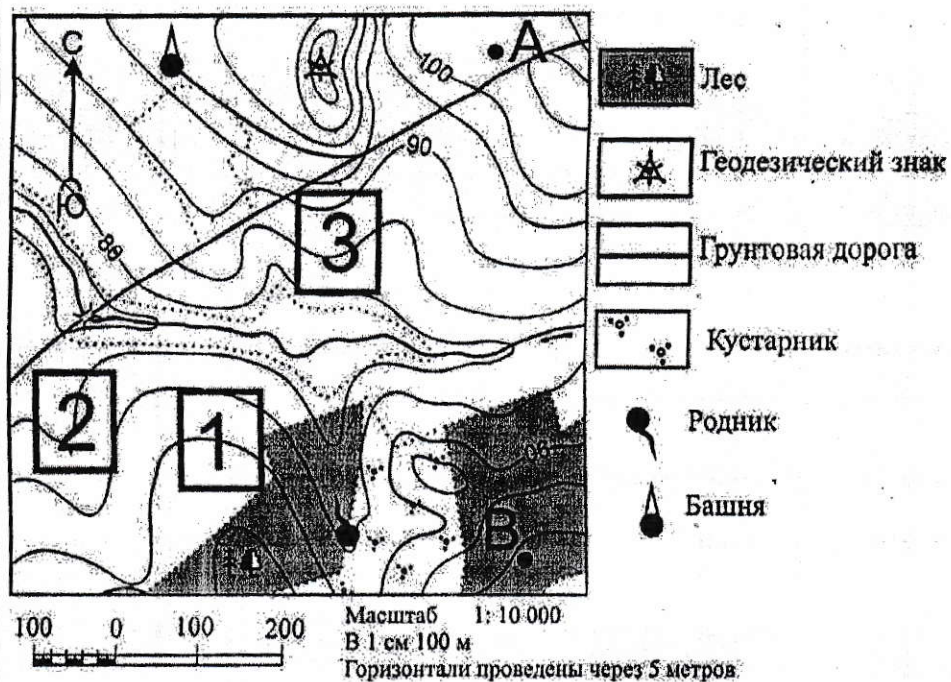 С
Ю
А
100
90
80
90
3
2
1
В
Лес
Геодезический знак
Грунтовая дорога
Кустарник
Родник
Башня
100 0 100 200
Масштаб 1: 10 000
В 1 см 100 м
Горизонтали проведены через 5 метров